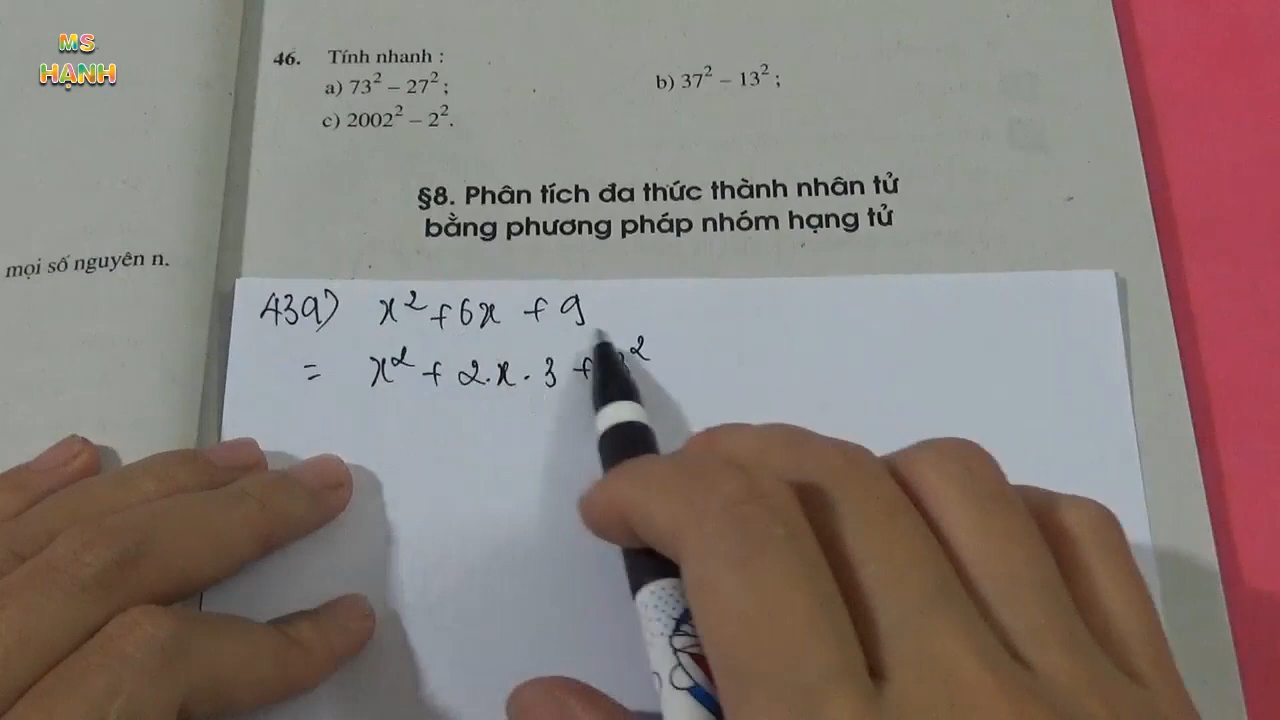 MS
HẠNH
46. Tính nhanh :
a) 73² – 27² ;
b) 37² – 13² ;
c) 2002² – 2².
§8. Phân tích đa thức thành nhân tử
bằng phương pháp nhóm hạng tử
mọi số nguyên n.
43a) x² + 6x + 9
= x² + 2.x.3 + 3²